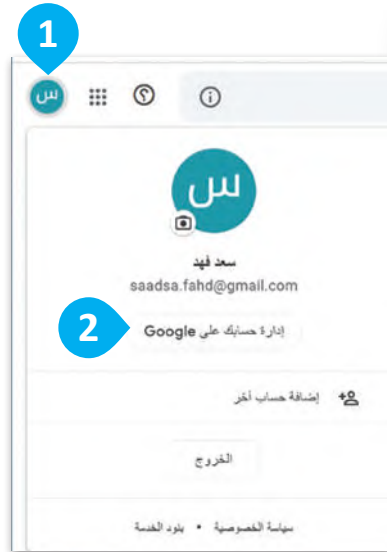 1
س
س
سعد فهد
saadsa.fahd@gmail.com
2
إدارة حسابك على Google
إضافة حساب آخر
الخروج
سياسة الخصوصية • بنود الخدمة